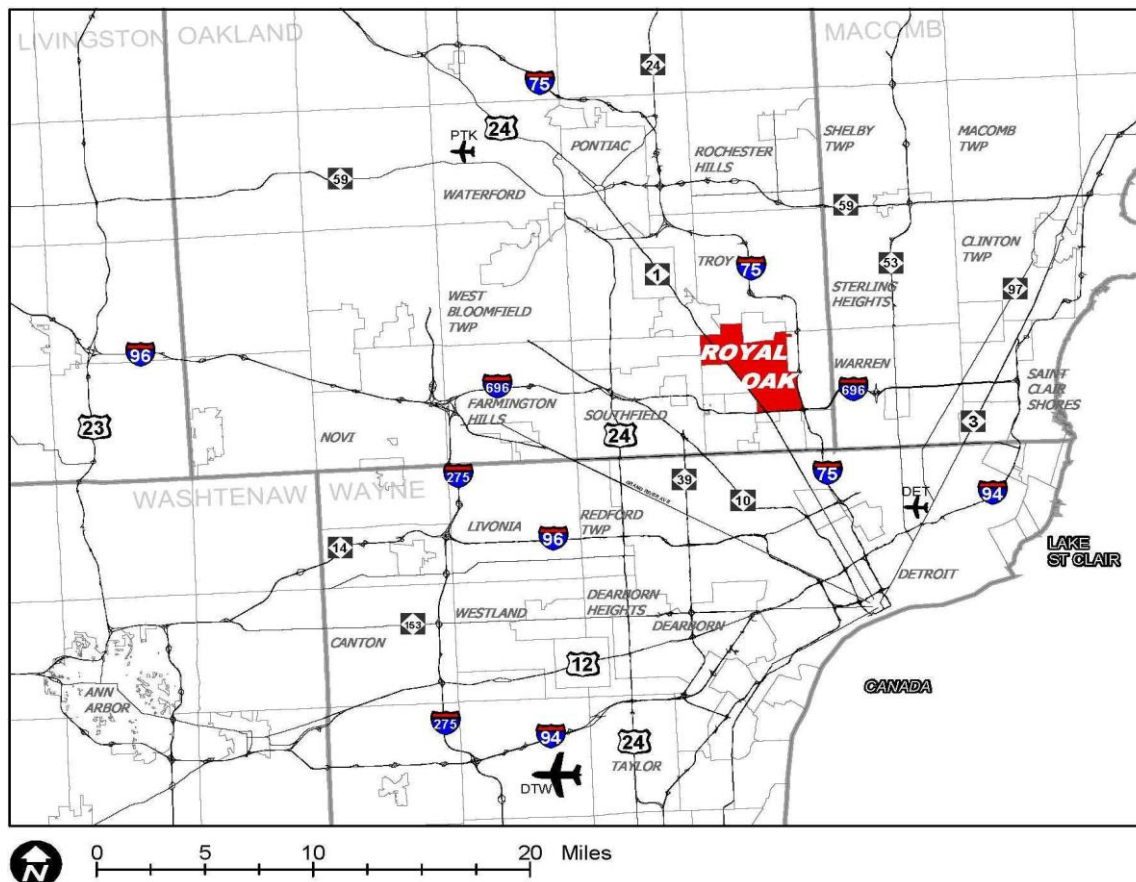 LIVINGSTON OAKLAND
MACOMB
24
75
24
PTK
PONTIAC
ROCHESTER
HILLS
SHELBY
TWP
MACOMB
TWP
59
WATERFORD
59
1
TROY
75
53
CLINTON
TWP
97
WEST
BLOOMFIELD
TWP
STERLING
HEIGHTS
96
ROYAL
OAK
WARREN
696
696
SAINT
CLAIR
SHORES
FARMINGTON
HILLS
SOUTHFIELD
23
NOVI
24
3
275
39
75
WASHTENAW
WAYNE
GRAND RIVER AVE
10
DET
94
LIVONIA
REDFORD
TWP
14
96
LAKE
ST CLAIR
DETROIT
DEARBORN
HEIGHTS
WESTLAND
153
CANTON
DEARBORN
12
ANN
ARBOR
CANADA
275
94
24
TAYLOR
DTW
N
0 5 10 20 Miles